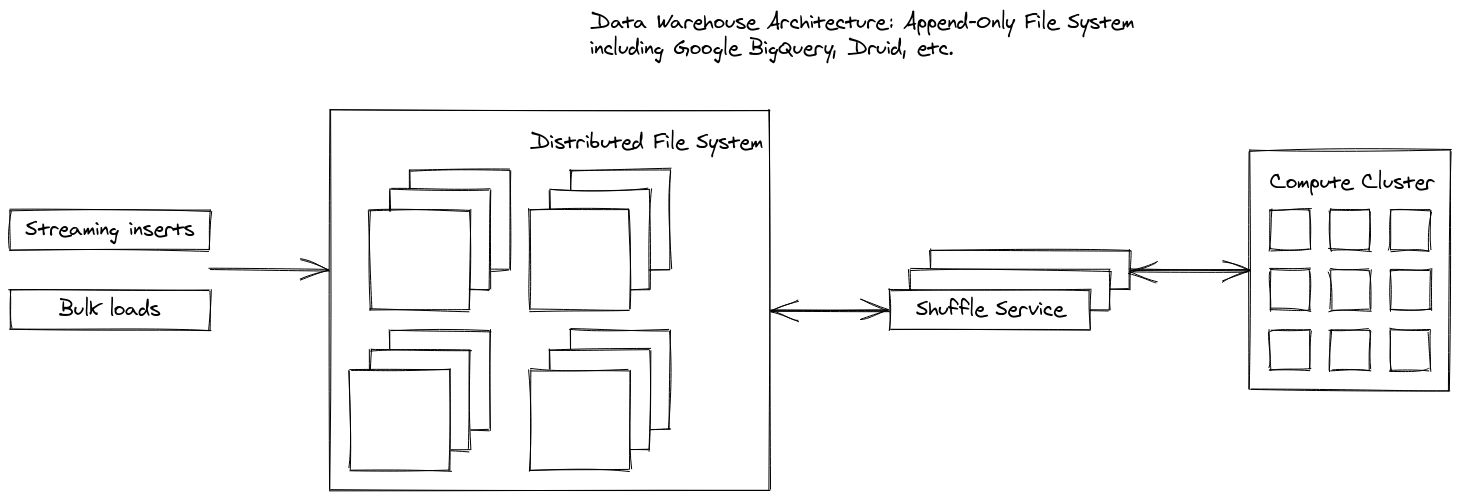 Data Warehouse Architecture: Append-Only File System
including Google BigQuery, Druid, etc.
Distributed File System
Streaming inserts
Bulk loads
Shuffle Service
Compute Cluster